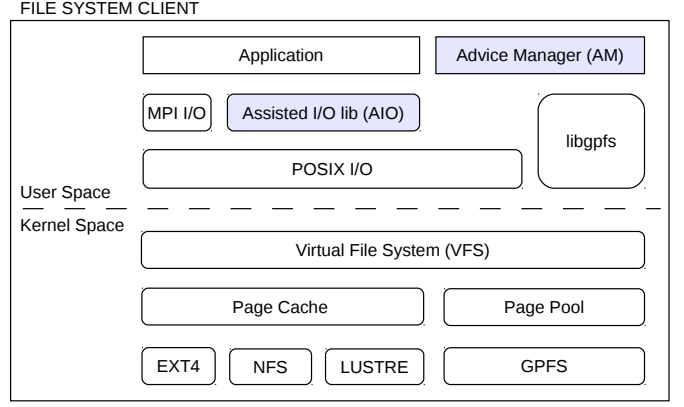 FILE SYSTEM CLIENT
Application
Advice Manager (AM)
MPI I/O
Assisted I/O lib (AIO)
libgpfs
POSIX I/O
User Space
Kernel Space
Virtual File System (VFS)
Page Cache
Page Pool
EXT4
NFS
LUSTRE
GPFS